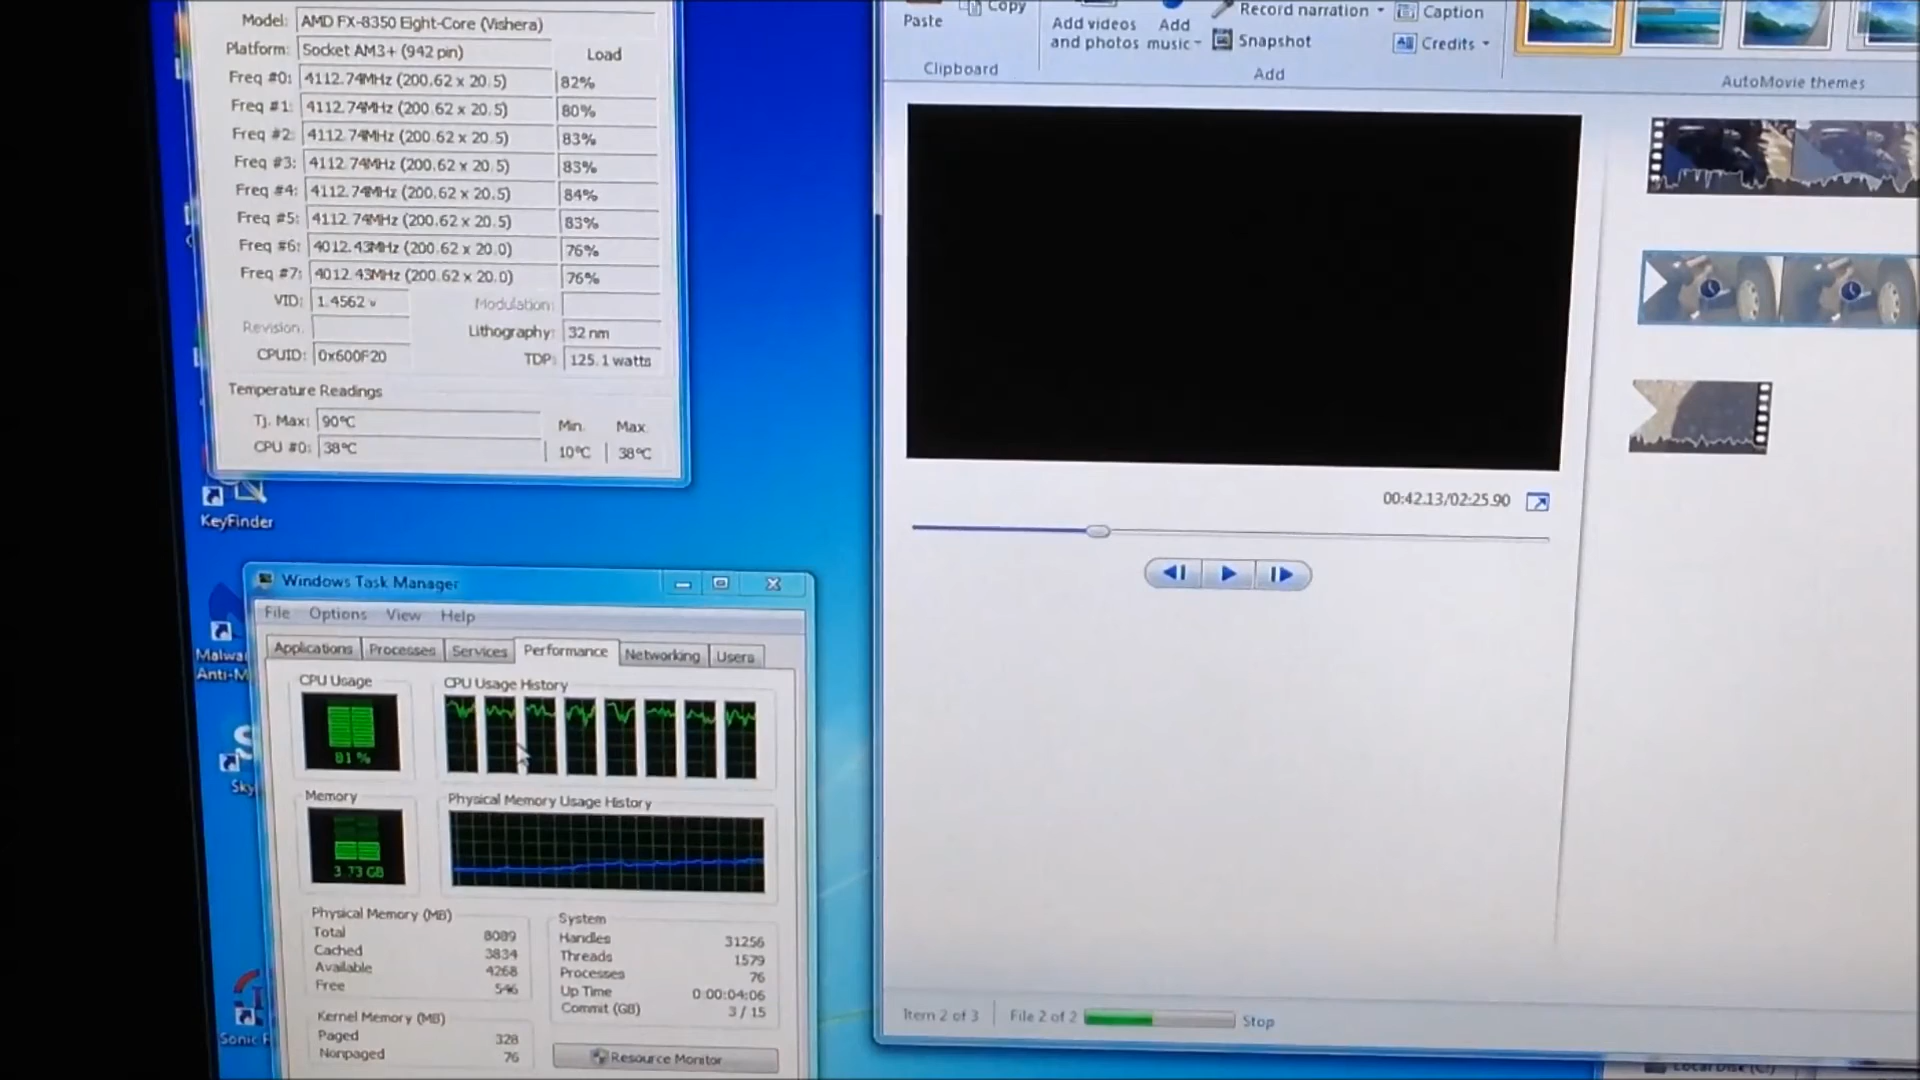 Model: AMD FX-8350 Eight-Core (Vishera)
Platform: Socket AM3+ (942 pin)
Load
Freq #0: 4112.74MHz (200.62 x 20.5) 82%
Freq #1: 4112.74MHz (200.62 x 20.5) 80%
Freq #2: 4112.74MHz (200.62 x 20.5) 83%
Freq #3: 4112.74MHz (200.62 x 20.5) 83%
Freq #4: 4112.74MHz (200.62 x 20.5) 84%
Freq #5: 4112.74MHz (200.62 x 20.5) 83%
Freq #6: 4012.43MHz (200.62 x 20.0) 76%
Freq #7: 4012.43MHz (200.62 x 20.0) 76%
VID: 1.4562 v Modulation:
Revision: Lithography: 32 nm
CPUID: 0x600F20 TDP: 125.1 watts
Temperature Readings
Tj. Max: 90°C Min. Max.
CPU #0: 38°C 10°C 38°C
KeyFinder
Malwa
Anti-M
Sky
Sonic
Windows Task Manager
File Options View Help
Applications Processes Services Performance Networking Users
CPU Usage
81 %
CPU Usage History
Memory
3.73 GB
Physical Memory Usage History
Physical Memory (MB)
Total 8089
Cached 3834
Available 4268
Free 546
Kernel Memory (MB)
Paged 328
Nonpaged 76
System
Handles 31256
Threads 1579
Processes 76
Up Time 0:00:04:06
Commit (GB) 3 / 15
Resource Monitor
Paste
Copy
Clipboard
Add videos
and photos
Add
music
Record narration
Snapshot
Caption
Credits
Add
AutoMovie themes
00:42.13/02:25.90
Item 2 of 3
File 2 of 2
Stop
Local Disk (C:)